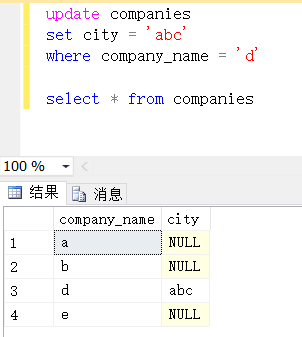 update companies
set city = 'abc'
where company_name = 'd'
select * from companies
100 %
结果 消息
company_name city
1 a NULL
2 b NULL
3 d abc
4 e NULL